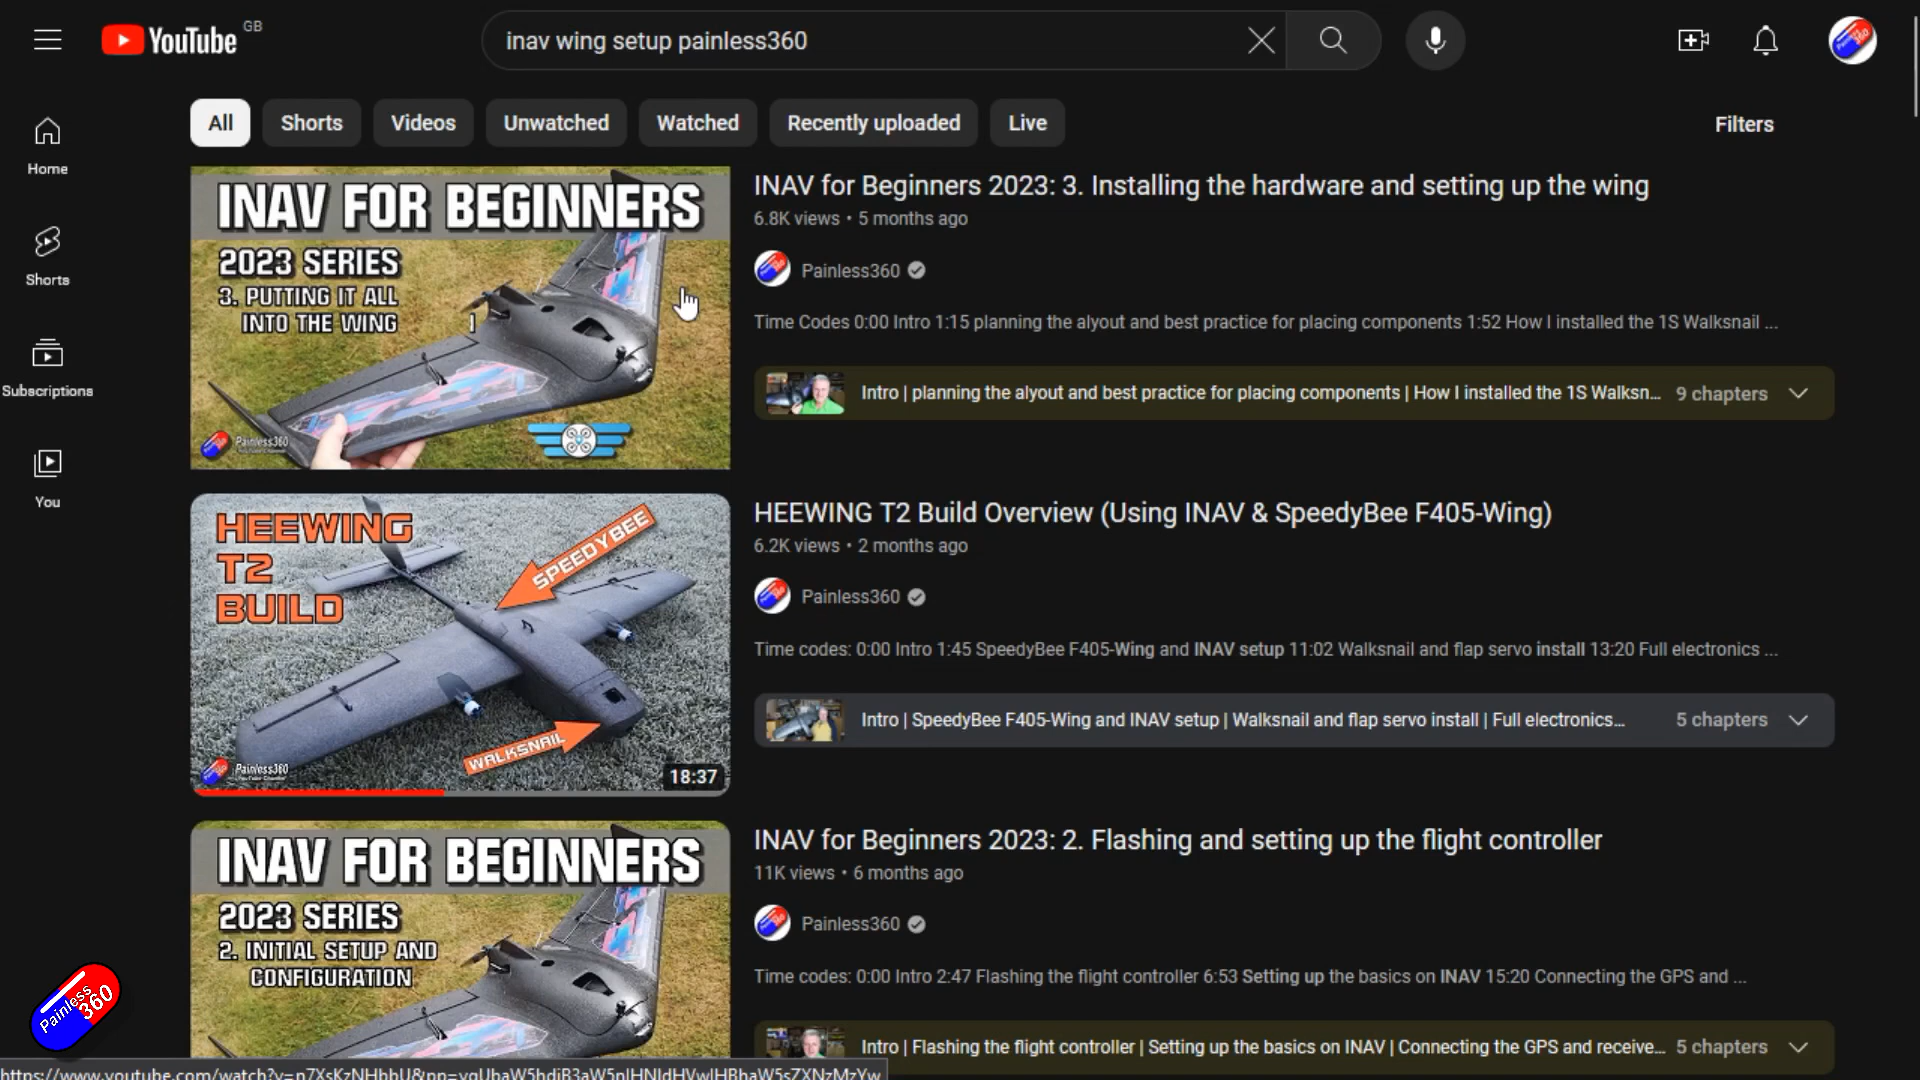 YouTube GB
inav wing setup painless360
All Shorts Videos Unwatched Watched Recently uploaded Live Filters
Home
Shorts
Subscriptions
You
INAV FOR BEGINNERS
2023 SERIES
3. PUTTING IT ALL
INTO THE WING
Painless360
INAV for Beginners 2023: 3. Installing the hardware and setting up the wing
6.8K views • 5 months ago
Painless360
Time Codes 0:00 Intro 1:15 planning the alyout and best practice for placing components 1:52 How I installed the 1S Walksnail ...
Intro | planning the alyout and best practice for placing components | How I installed the 1S Walksn... 9 chapters
HEEWING
T2
BUILD
SPEEDYBEE
WALKSNAIL
Painless360
18:37
HEEWING T2 Build Overview (Using INAV & SpeedyBee F405-Wing)
6.2K views • 2 months ago
Painless360
Time codes: 0:00 Intro 1:45 SpeedyBee F405-Wing and INAV setup 11:02 Walksnail and flap servo install 13:20 Full electronics ...
Intro | SpeedyBee F405-Wing and INAV setup | Walksnail and flap servo install | Full electronics... 5 chapters
INAV FOR BEGINNERS
2023 SERIES
2. INITIAL SETUP AND
CONFIGURATION
INAV for Beginners 2023: 2. Flashing and setting up the flight controller
11K views • 6 months ago
Painless360
Time codes: 0:00 Intro 2:47 Flashing the flight controller 6:53 Setting up the basics on INAV 15:20 Connecting the GPS and ...
Intro | Flashing the flight controller | Setting up the basics on INAV | Connecting the GPS and receive... 5 chapters
Painless
360